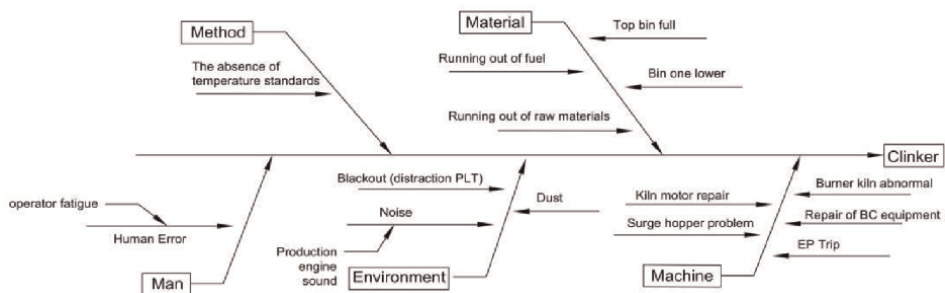 Method
Material
Top bin full
The absence of
temperature standards
Running out of fuel
Bin one lower
Running out of raw materials
Clinker
Blackout (distraction PLT)
Burner kiln abnormal
operator fatigue
Noise
Dust
Kiln motor repair
Repair of BC equipment
Human Error
Surge hopper problem
Production
engine
sound
EP Trip
Man
Environment
Machine